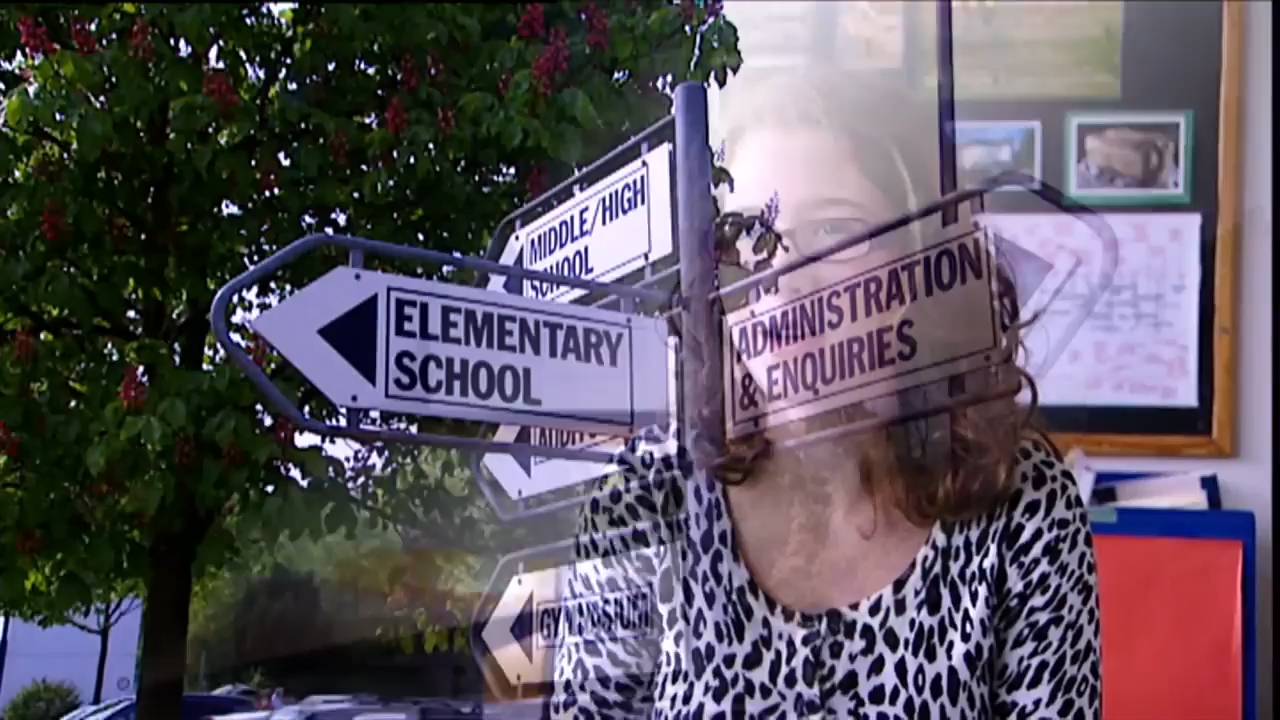 MIDDLE/HIGH
SCHOOL
ELEMENTARY
SCHOOL
ADMINISTRATION
& ENQUIRIES
GYMNASIUM